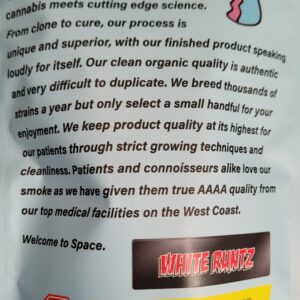 cannabis meets cutting edge science.
From clone to cure, our process is
unique and superior, with our finished product speaking
loudly for itself. Our clean organic quality is authentic
and very difficult to duplicate. We breed thousands of
strains a year but only select a small handful for your
enjoyment. We keep product quality at its highest for
our patients through strict growing techniques and
cleanliness. Patients and connoisseurs alike love our
smoke as we have given them true AAAA quality from
our top medical facilities on the West Coast.
Welcome to Space.
WHITE RUNTZ